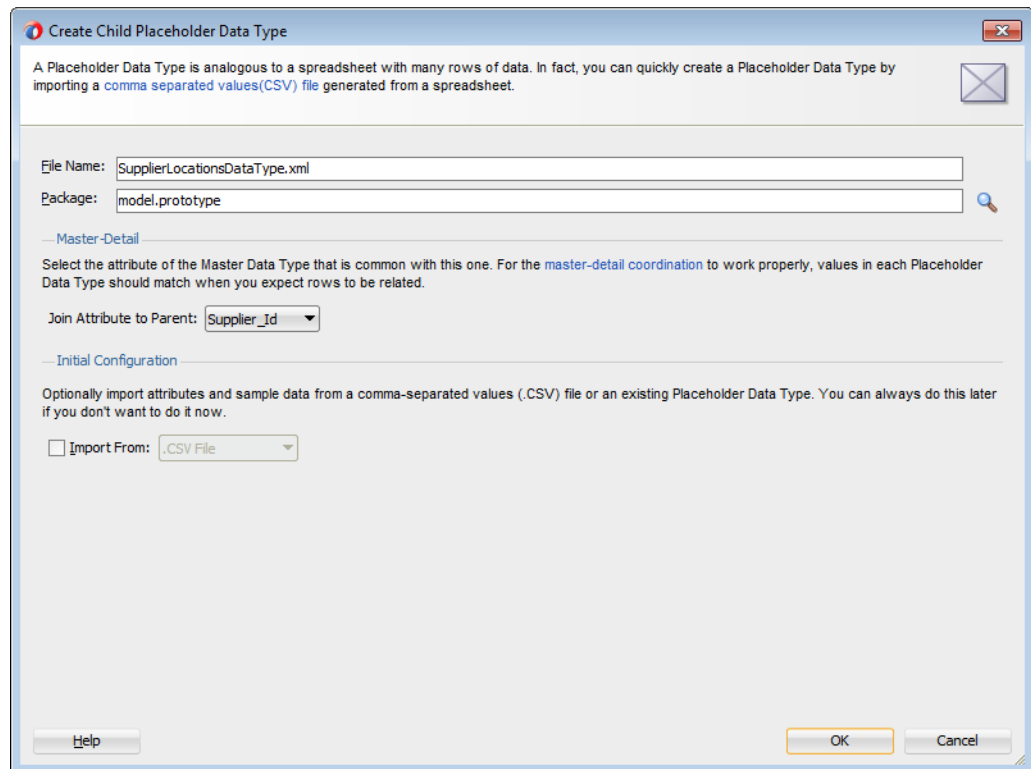 Create Child Placeholder Data Type
A Placeholder Data Type is analogous to a spreadsheet with many rows of data. In fact, you can quickly create a Placeholder Data Type by
importing a comma separated values(CSV) file generated from a spreadsheet.
File Name: SupplierLocationsDataType.xml
Package: model.prototype
Master-Detail
Select the attribute of the Master Data Type that is common with this one. For the master-detail coordination to work properly, values in each Placeholder
Data Type should match when you expect rows to be related.
Join Attribute to Parent: Supplier_Id
Initial Configuration
Optionally import attributes and sample data from a comma-separated values (.CSV) file or an existing Placeholder Data Type. You can always do this later
if you don't want to do it now.
Import From: .CSV File
Help OK Cancel